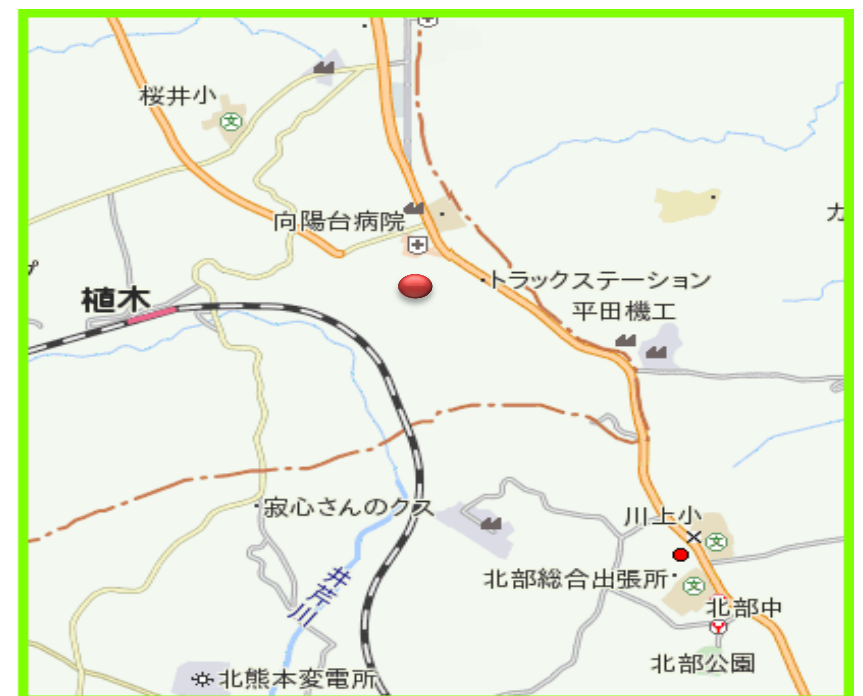 桜井小
向陽台病院
トラックステーション
平田機工
植木
寂心さんのクス
川上小
北部総合出張所
井芹川
北部中
北部公園
北熊本変電所